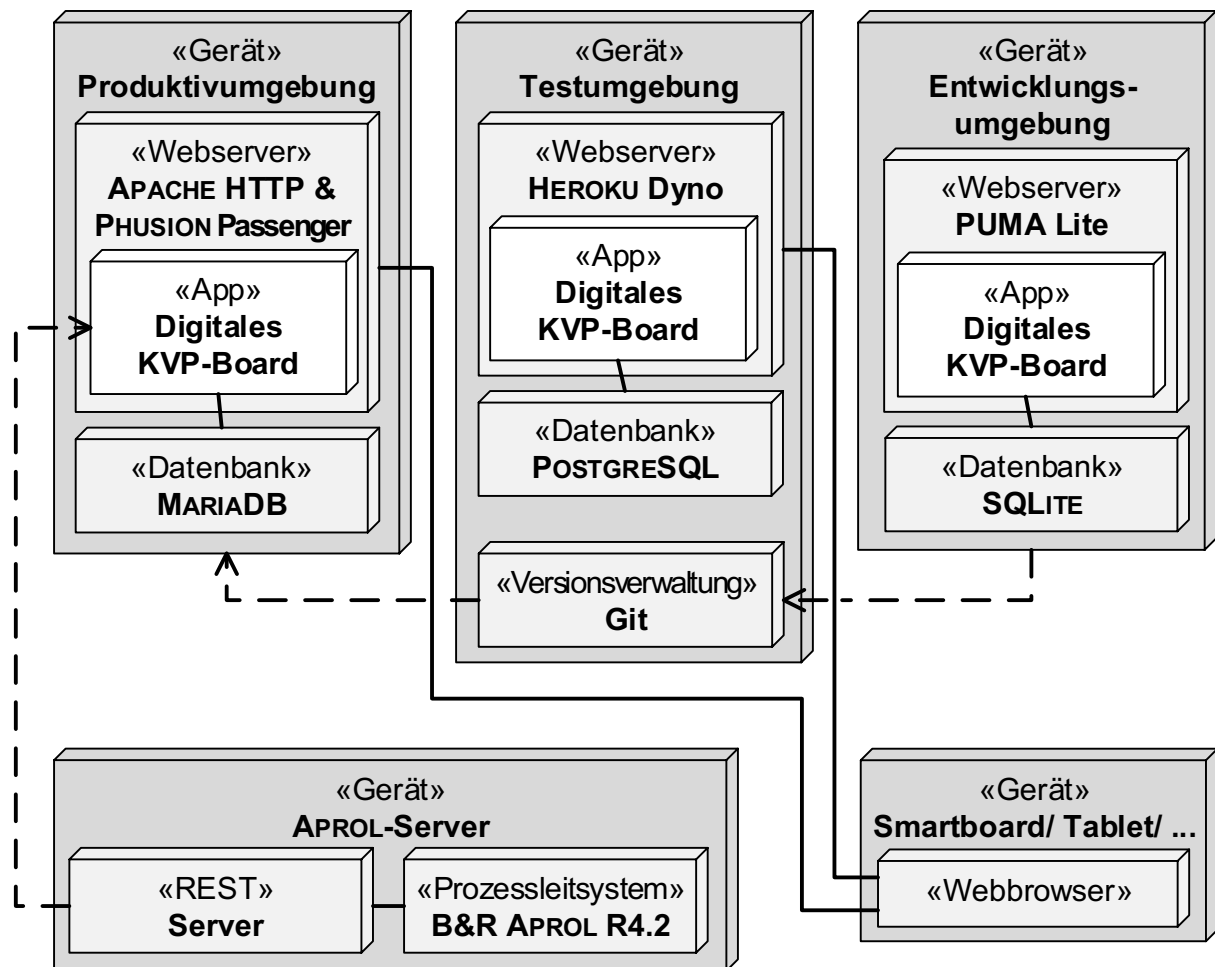 «Gerät»
Produktivumgebung
«Webserver»
APACHE HTTP &
PHUSION Passenger
«App»
Digitales
KVP-Board
«Datenbank»
MARIADB
«Gerät»
Testumgebung
«Webserver»
HEROKU Dyno
«App»
Digitales
KVP-Board
«Datenbank»
POSTGRESQL
«Versionsverwaltung»
Git
«Gerät»
Entwicklungs-
umgebung
«Webserver»
PUMA Lite
«App»
Digitales
KVP-Board
«Datenbank»
SQLITE
«Gerät»
APROL-Server
«REST»
Server
«Prozessleitsystem»
B&R APROL R4.2
«Gerät»
Smartboard/ Tablet/ ...
«Webbrowser»